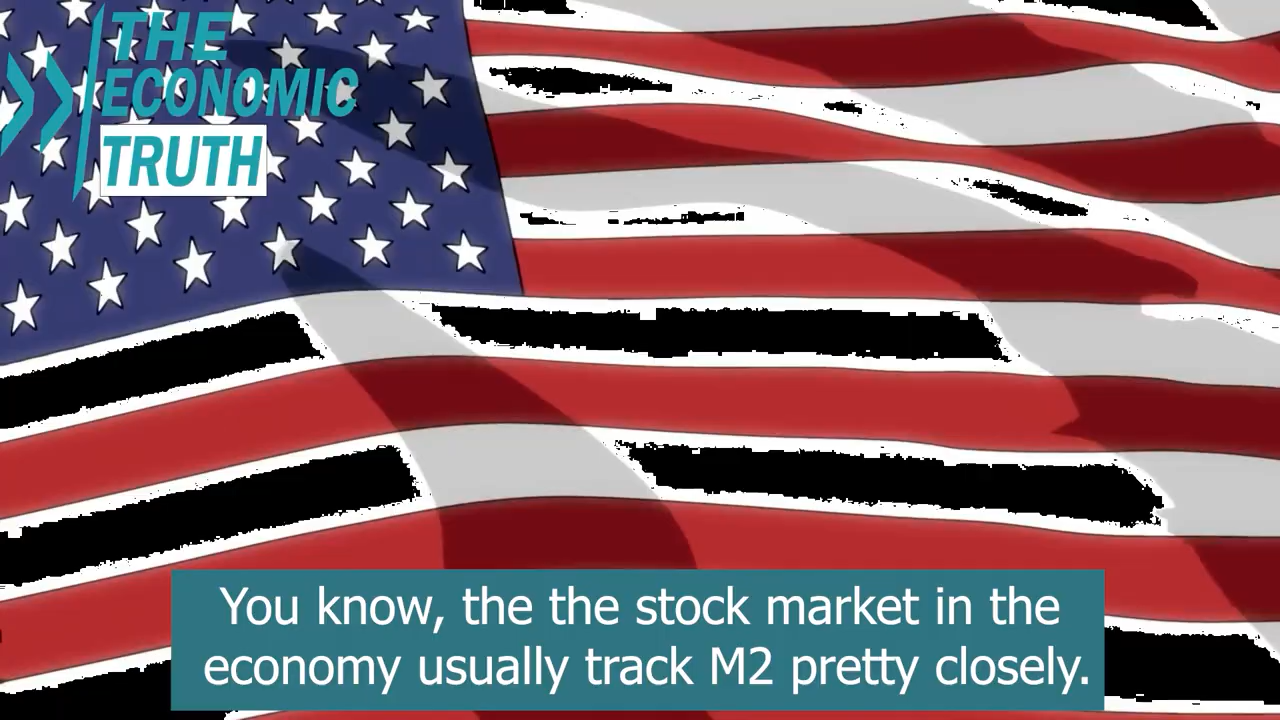 THE
ECONOMIC
TRUTH
You know, the the stock market in the
economy usually track M2 pretty closely.